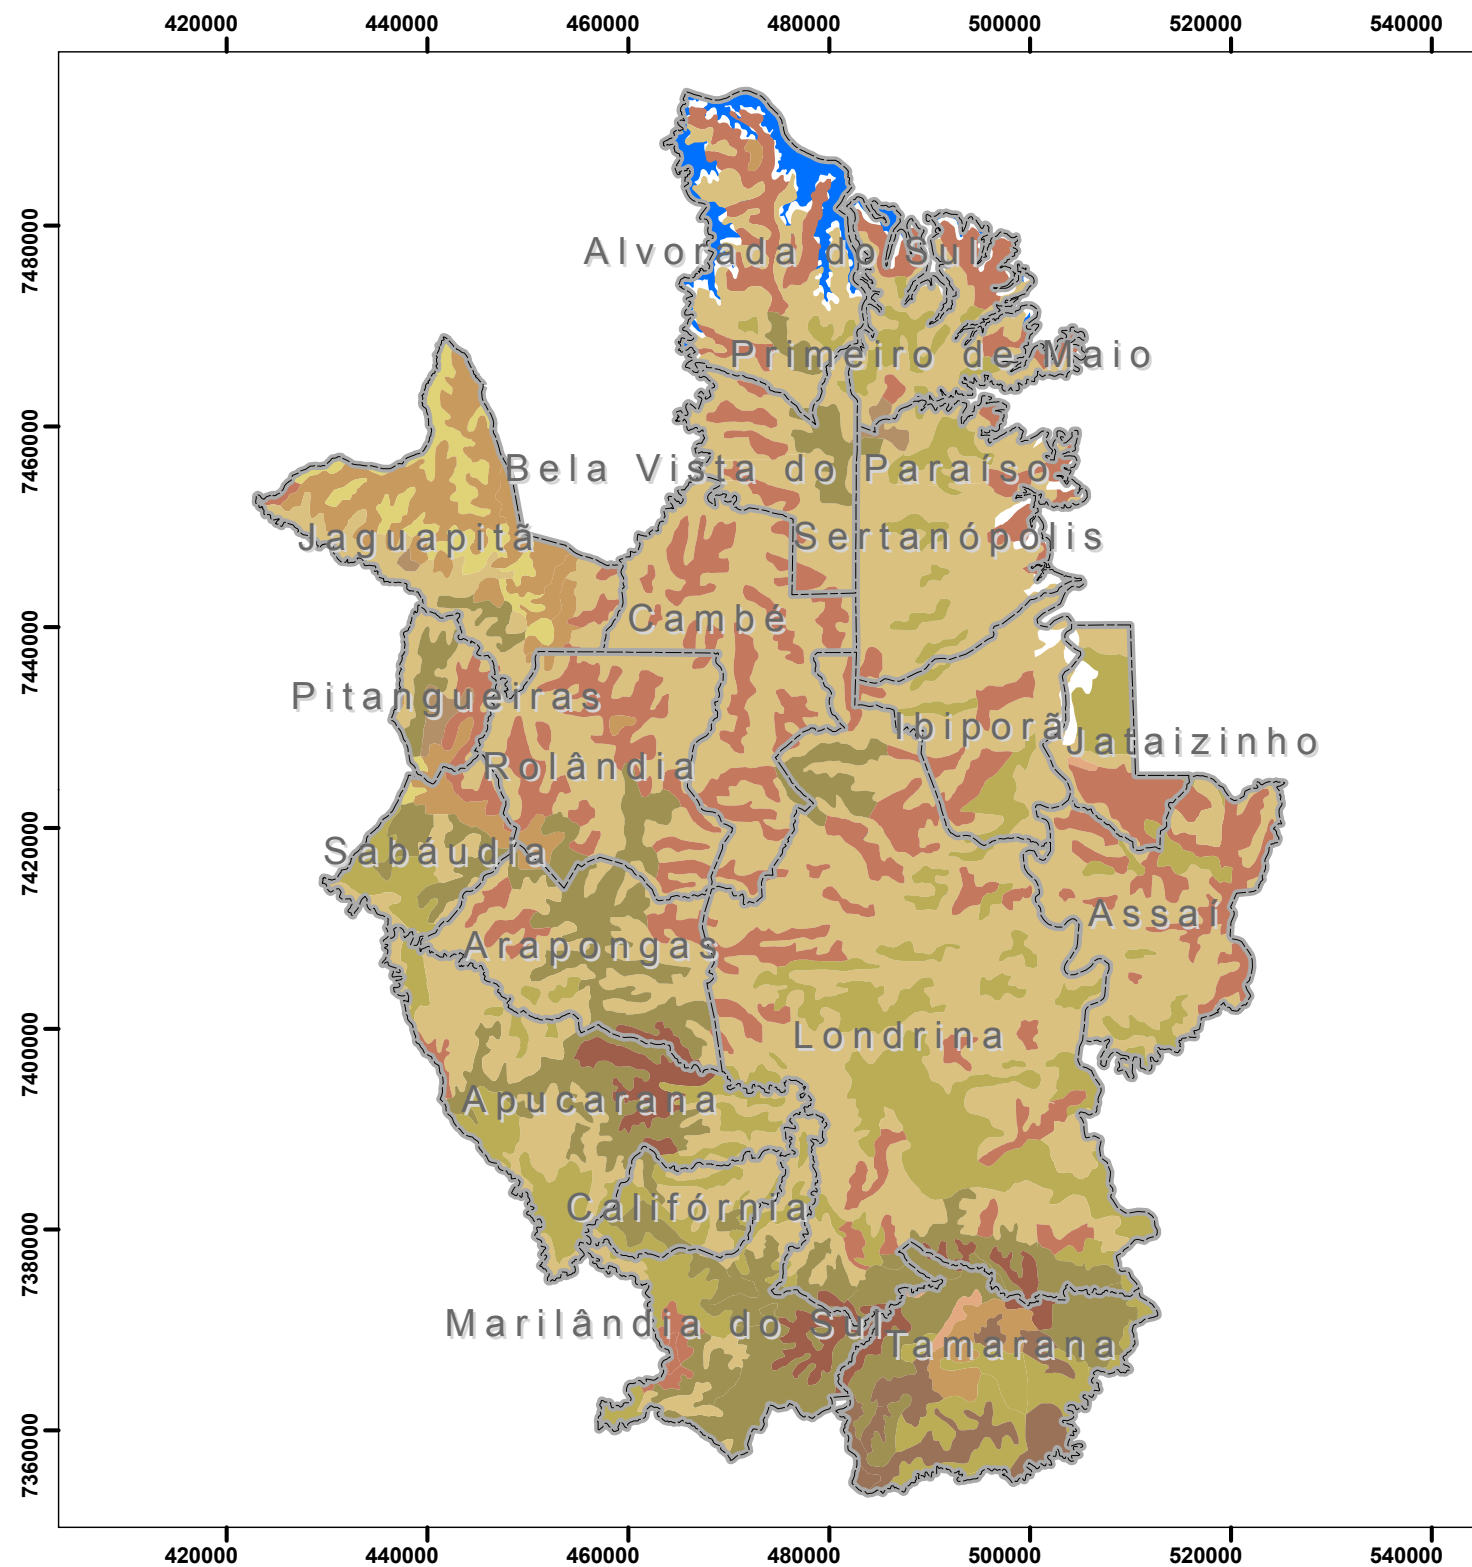 420000 440000 460000 480000 500000 520000 540000
7480000
Alvorada do Sul
Primeiro de Maio
7460000
Bela Vista do Paraíso
Jaguapitã
Sertanópolis
Cambé
7440000
Pitangueiras
Ibiporã
Jataizinho
Rolândia
7420000
Sabáudia
Assaí
Arapongas
7400000
Londrina
Apucarana
Califórnia
7380000
Marilândia do Sul
Tamarana
7360000
420000 440000 460000 480000 500000 520000 540000